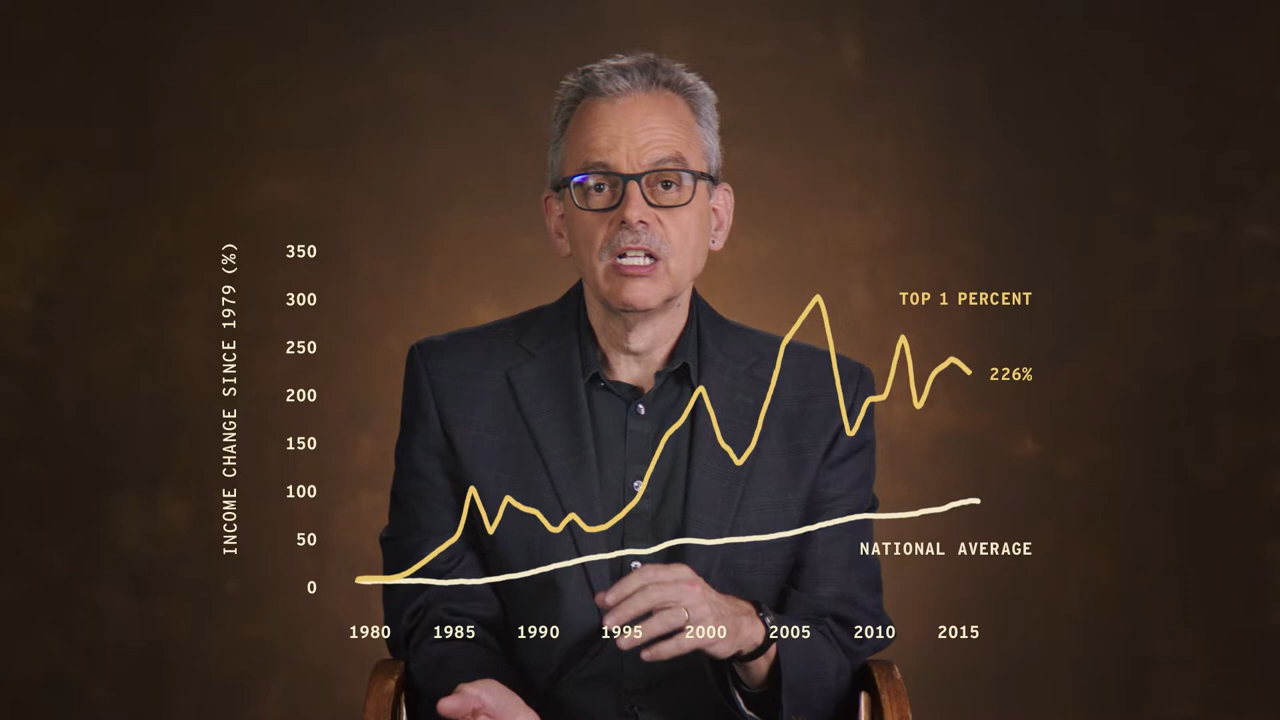 INCOME CHANGE SINCE 1979 (%)
350
300
250
200
150
100
50
0
TOP 1 PERCENT
226%
NATIONAL AVERAGE
1980 1985 1990 1995 2000 2005 2010 2015